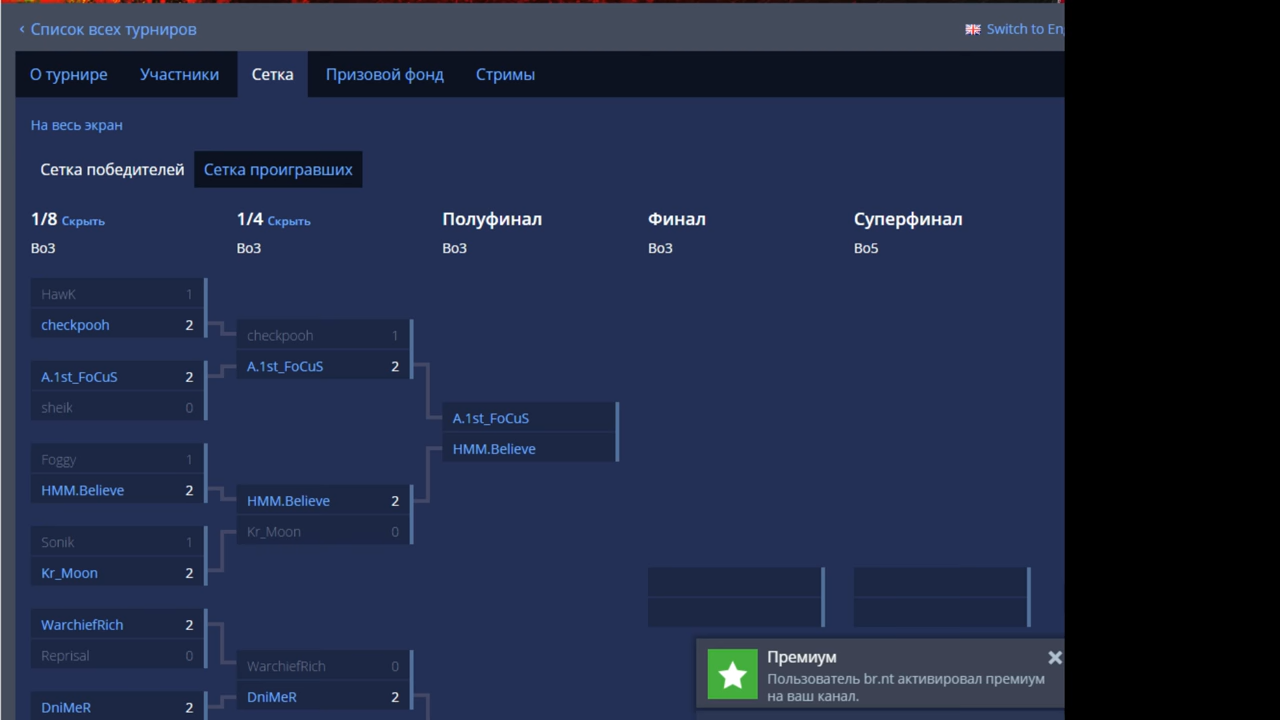 ‹ Список всех турниров
Switch to En
О турнире Участники Сетка Призовой фонд Стримы
На весь экран
Сетка победителей Сетка проигравших
1/8 Скрыть 1/4 Скрыть Полуфинал Финал Суперфинал
Bo3 Bo3 Bo3 Bo3 Bo5
HawK 1
checkpooh 2
checkpooh 1
A.1st_FoCuS 2
A.1st_FoCuS 2
sheik 0
A.1st_FoCuS
HMM.Believe
Foggy 1
HMM.Believe 2
HMM.Believe 2
Kr_Moon 0
Sonik 1
Kr_Moon 2
WarchiefRich 2
Reprisal 0
WarchiefRich 0
DniMeR 2
DniMeR 2
Премиум
Пользователь br.nt активировал премиум
на ваш канал.